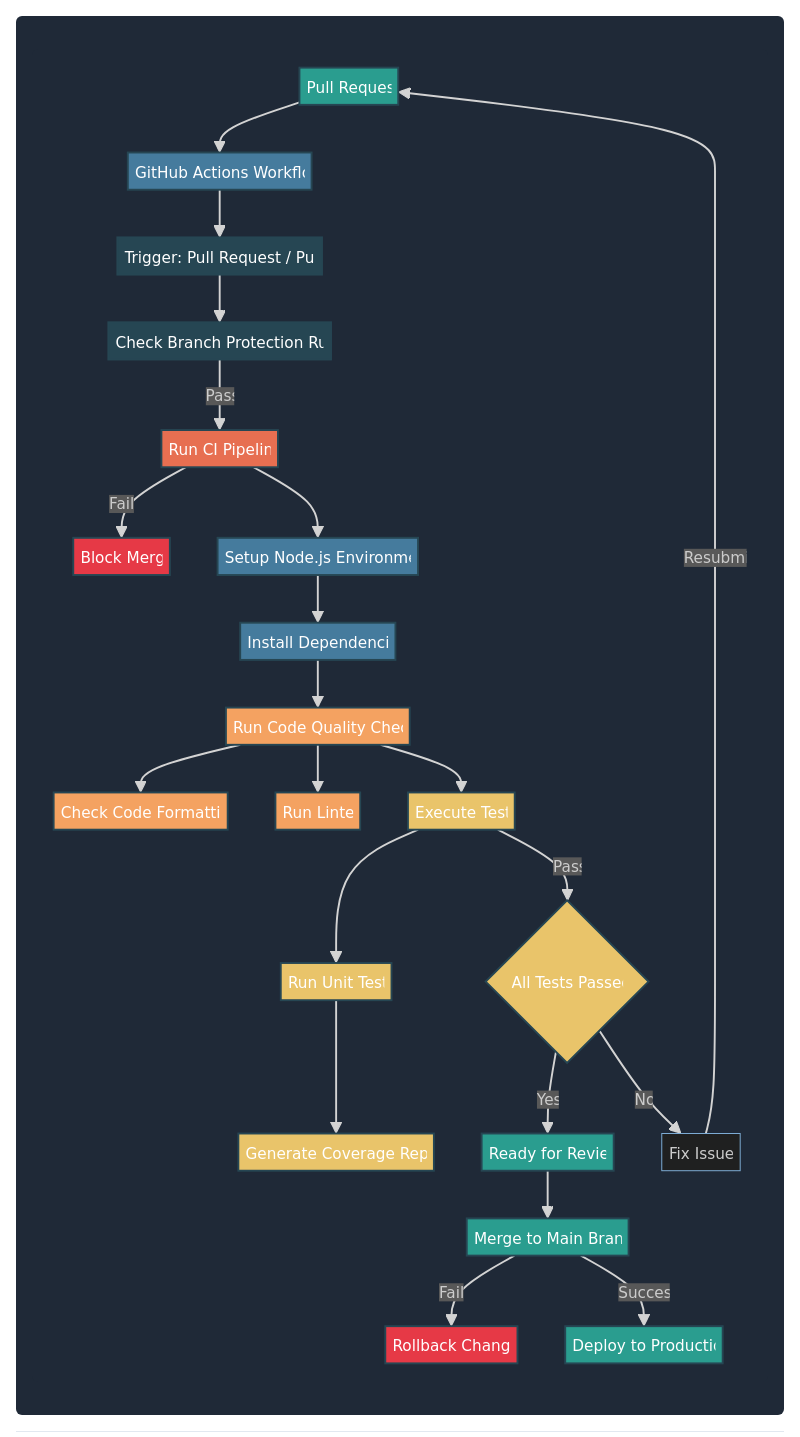 Pull Reques
GitHub Actions Workflo
Trigger: Pull Request / Pu
Check Branch Protection Ru
Pass
Run CI Pipelin
Fail
Block Merg
Setup Node.js Environme
Resubm
Install Dependenci
Run Code Quality Chec
Check Code Formatti
Run Linte
Execute Test
Pass
Run Unit Test
All Tests Passed
Yes
No
Generate Coverage Rep
Ready for Revie
Fix Issue
Merge to Main Bran
Fail
Succes
Rollback Chang
Deploy to Productio